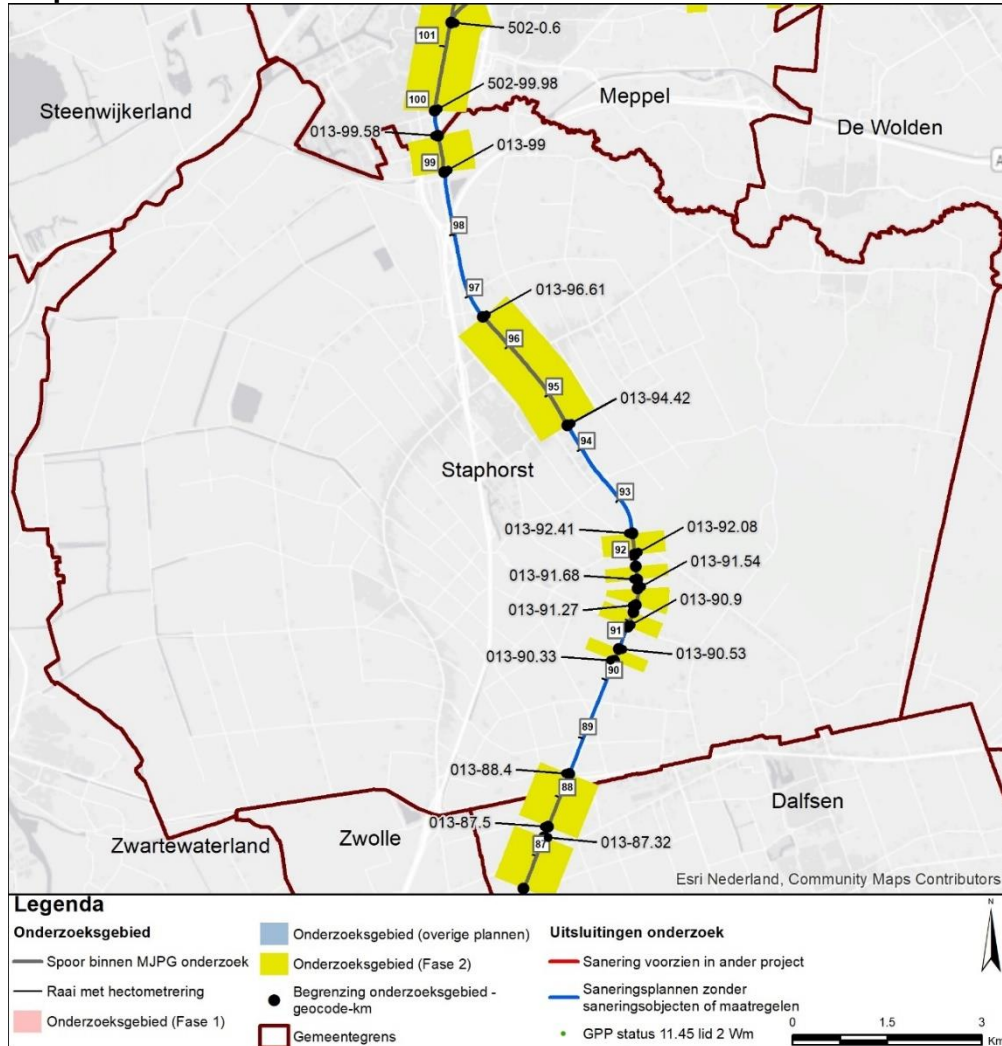 101
502-0.6
Steenwijkerland
100
502-99.98
Meppel
De Wolden
013-99.58
013-99
99
A
98
97
013-96.61
96
95
013-94.42
94
Staphorst
93
013-92.41
013-92.08
92
013-91.68
013-91.54
013-91.27
013-90.9
91
013-90.33
013-90.53
90
89
013-88.4
88
Dalfsen
013-87.5
Zwartewaterland
Zwolle
87
013-87.32
Esri Nederland, Community Maps Contributors
Legenda
Onderzoeksgebied
Spoor binnen MJPG onderzoek
Raai met hectometrering
Onderzoeksgebied (Fase 1)
Onderzoeksgebied (overige plannen)
Onderzoeksgebied (Fase 2)
Begrenzing onderzoeksgebied -
geocode-km
Gemeentegrens
Uitsluitingen onderzoek
Sanering voorzien in ander project
Saneringsplannen zonder
saneringsobjecten of maatregelen
GPP status 11.45 lid 2 Wm
N
0 1.5 3
Km